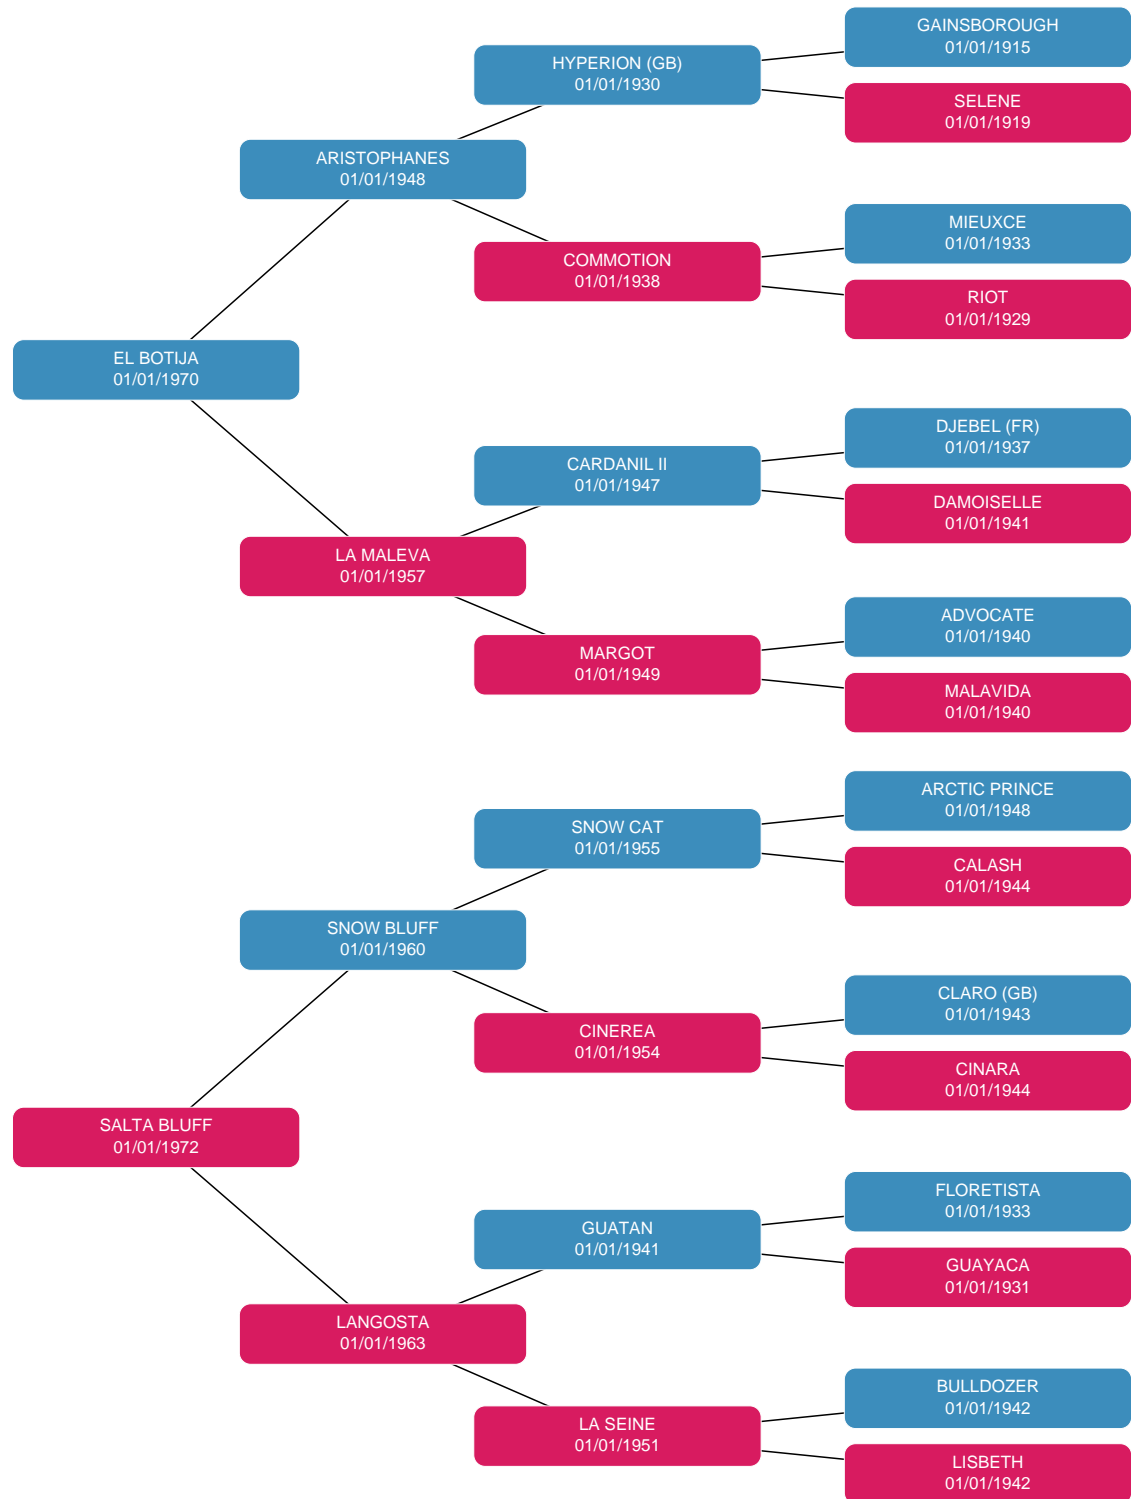 GAINSBOROUGH
01/01/1915
HYPERION (GB)
01/01/1930
SELENE
01/01/1919
ARISTOPHANES
01/01/1948
MIEUXCE
01/01/1933
COMMOTION
01/01/1938
RIOT
01/01/1929
EL BOTIJA
01/01/1970
DJEBEL (FR)
01/01/1937
CARDANIL II
01/01/1947
DAMOISELLE
01/01/1941
LA MALEVA
01/01/1957
ADVOCATE
01/01/1940
MARGOT
01/01/1949
MALAVIDA
01/01/1940
ARCTIC PRINCE
01/01/1948
SNOW CAT
01/01/1955
CALASH
01/01/1944
SNOW BLUFF
01/01/1960
CLARO (GB)
01/01/1943
CINEREA
01/01/1954
CINARA
01/01/1944
SALTA BLUFF
01/01/1972
FLORETISTA
01/01/1933
GUATAN
01/01/1941
GUAYACA
01/01/1931
LANGOSTA
01/01/1963
BULLDOZER
01/01/1942
LA SEINE
01/01/1951
LISBETH
01/01/1942